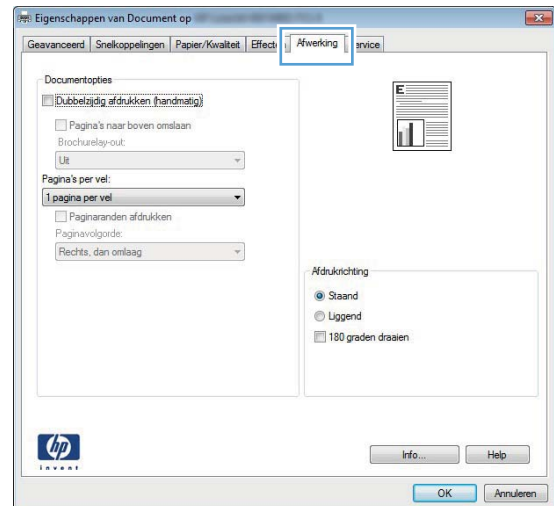 Eigenschappen van Document op
Geavanceerd Snelkoppelingen Papier/Kwaliteit Effecten Afwerking Service
Documentopties
Dubbelzijdig afdrukken (handmatig)
Pagina's naar boven omslaan
Brochurelay-out:
Uit
Pagina's per vel:
1 pagina per vel
Paginaranden afdrukken
Paginavolgorde:
Rechts, dan omlaag
E
Afdrukrichting
Staand
Liggend
180 graden draaien
hp
invent
Info... Help
OK Annuleren